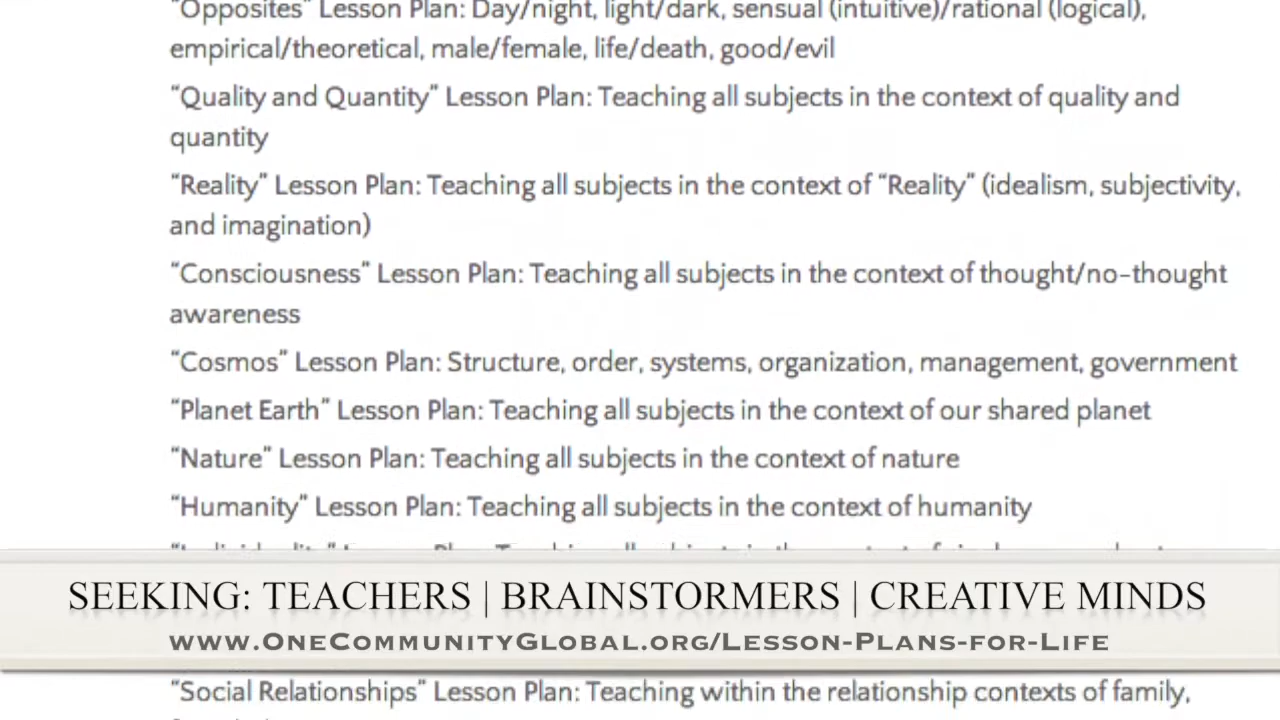 “Opposites” Lesson Plan: Day/night, light/dark, sensual (intuitive)/rational (logical),
empirical/theoretical, male/female, life/death, good/evil
“Quality and Quantity” Lesson Plan: Teaching all subjects in the context of quality and
quantity
“Reality” Lesson Plan: Teaching all subjects in the context of “Reality” (idealism, subjectivity,
and imagination)
“Consciousness” Lesson Plan: Teaching all subjects in the context of thought/no-thought
awareness
“Cosmos” Lesson Plan: Structure, order, systems, organization, management, government
“Planet Earth” Lesson Plan: Teaching all subjects in the context of our shared planet
“Nature” Lesson Plan: Teaching all subjects in the context of nature
“Humanity” Lesson Plan: Teaching all subjects in the context of humanity
SEEKING: TEACHERS | BRAINSTORMERS | CREATIVE MINDS
www.OneCommunityGlobal.org/Lesson-Plans-for-Life
“Social Relationships” Lesson Plan: Teaching within the relationship contexts of family,